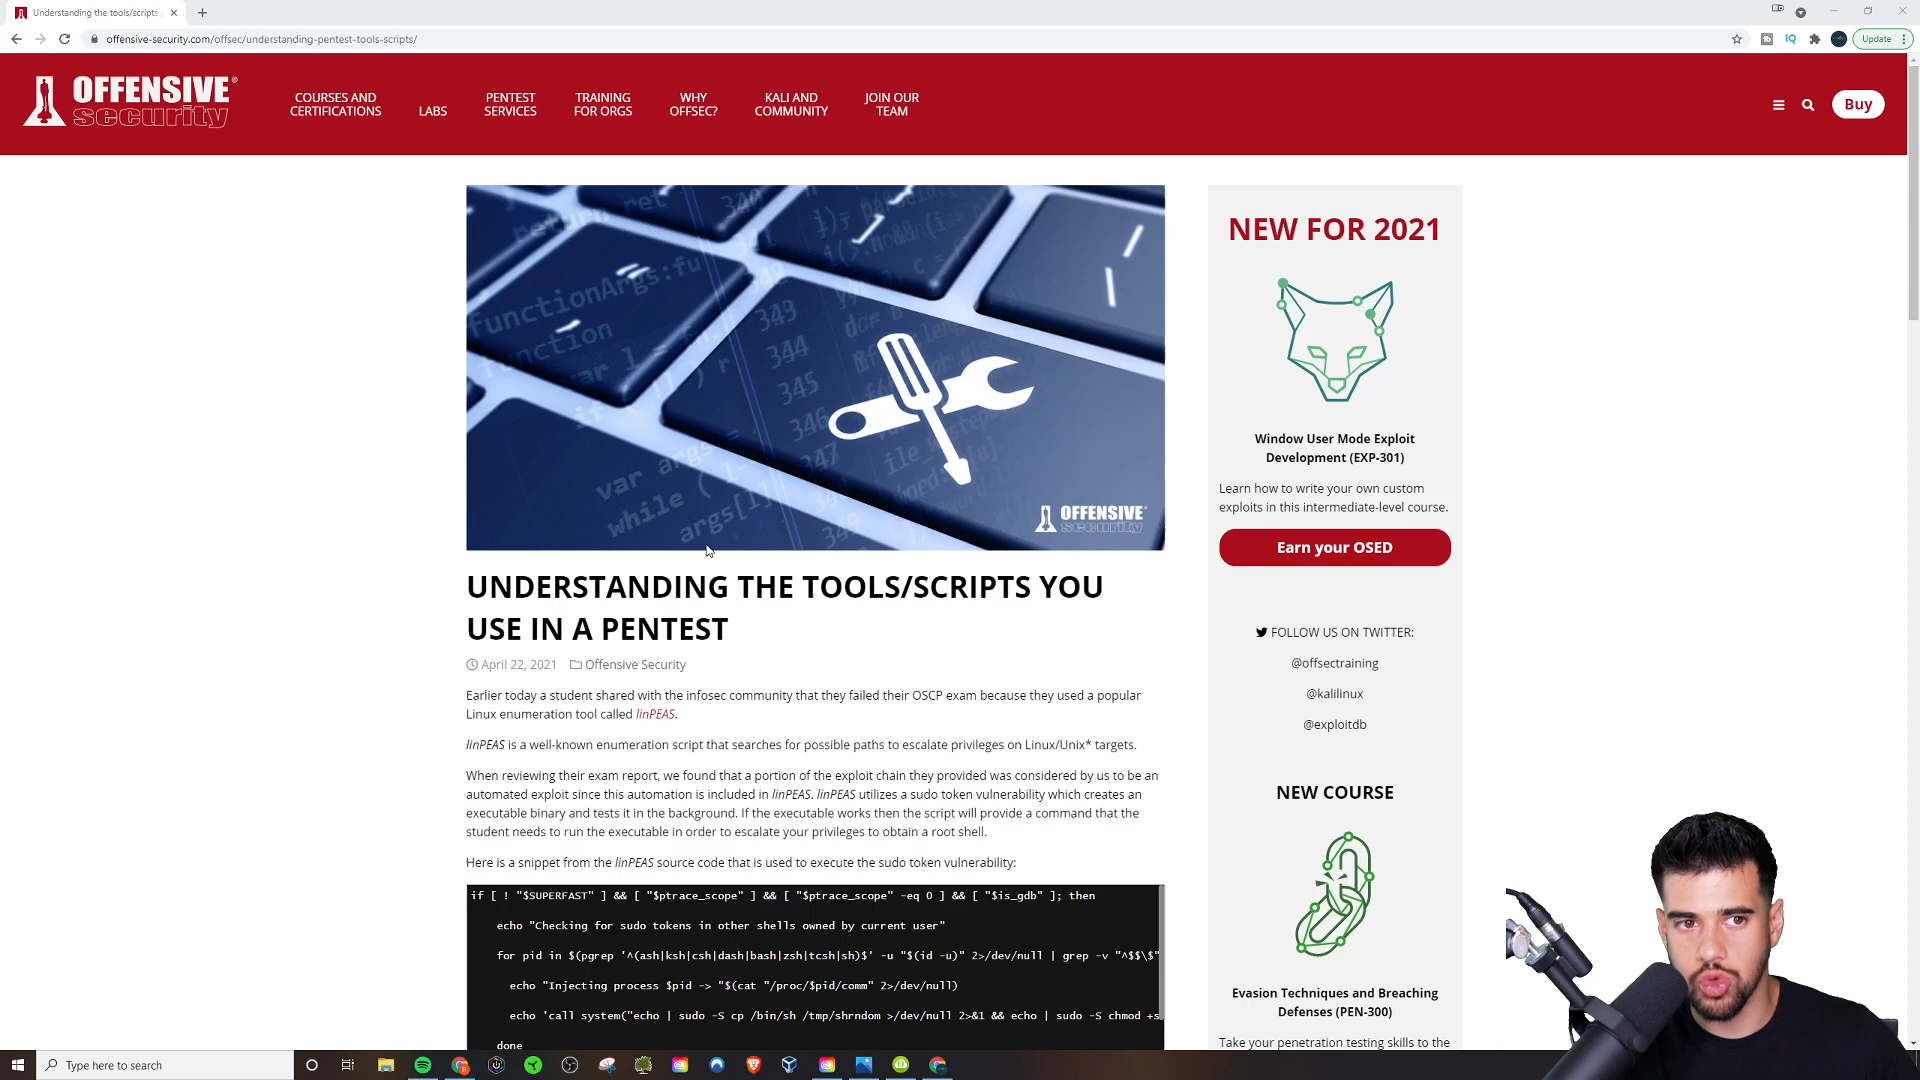 Understanding the tools/scripts
offensive-security.com/offsec/understanding-pentest-tools-scripts/
Update
OFFENSIVE
security
COURSES AND
CERTIFICATIONS
LABS
PENTEST
SERVICES
TRAINING
FOR ORGS
WHY
OFFSEC?
KALI AND
COMMUNITY
JOIN OUR
TEAM
Buy
functionArgs:fu
function
var
343
344
345
346
347
var args =
while (
args[i]
349
OFFENSIVE
security
UNDERSTANDING THE TOOLS/SCRIPTS YOU
USE IN A PENTEST
April 22, 2021 Offensive Security
Earlier today a student shared with the infosec community that they failed their OSCP exam because they used a popular
Linux enumeration tool called linPEAS.
linPEAS is a well-known enumeration script that searches for possible paths to escalate privileges on Linux/Unix* targets.
When reviewing their exam report, we found that a portion of the exploit chain they provided was considered by us to be an
automated exploit since this automation is included in linPEAS. linPEAS utilizes a sudo token vulnerability which creates an
executable binary and tests it in the background. If the executable works then the script will provide a command that the
student needs to run the executable in order to escalate your privileges to obtain a root shell.
Here is a snippet from the linPEAS source code that is used to execute the sudo token vulnerability:
if [ ! "$SUPERFAST" ] && [ "$ptrace_scope" ] && [ "$ptrace_scope" -eq 0 ] && [ "$is_gdb" ]; then
echo "Checking for sudo tokens in other shells owned by current user"
for pid in $(pgrep '^(ash|ksh|csh|dash|bash|zsh|tcsh|sh)$' -u "$(id -u)" 2>/dev/null | grep -v "^$$\$"
echo "Injecting process $pid -> "$(cat "/proc/$pid/comm" 2>/dev/null)
echo 'call system("echo | sudo -S cp /bin/sh /tmp/shrndom >/dev/null 2>&1 && echo | sudo -S chmod +s
done
NEW FOR 2021
Window User Mode Exploit
Development (EXP-301)
Learn how to write your own custom
exploits in this intermediate-level course.
Earn your OSED
FOLLOW US ON TWITTER:
@offsectraining
@kalilinux
@exploitdb
NEW COURSE
Evasion Techniques and Breaching
Defenses (PEN-300)
Take your penetration testing skills to the
Type here to search